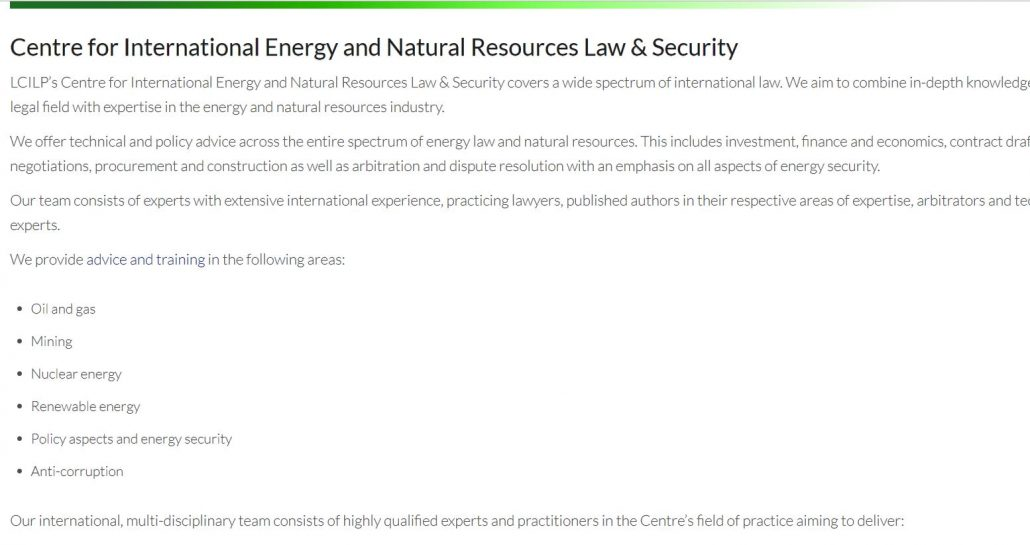 Centre for International Energy and Natural Resources Law & Security
LCILP's Centre for International Energy and Natural Resources Law & Security covers a wide spectrum of international law. We aim to combine in-depth knowledge
legal field with expertise in the energy and natural resources industry.
We offer technical and policy advice across the entire spectrum of energy law and natural resources. This includes investment, finance and economics, contract
negotiations, procurement and construction as well as arbitration and dispute resolution with an emphasis on all aspects of energy security.
Our team consists of experts with extensive international experience, practicing lawyers, published authors in their respective areas of expertise, arbitrators and
experts.
We provide advice and training in the following areas:
• Oil and gas
• Mining
• Nuclear energy
• Renewable energy
• Policy aspects and energy security
• Anti-corruption
Our international, multi-disciplinary team consists of highly qualified experts and practitioners in the Centre's field of practice aiming to deliver: